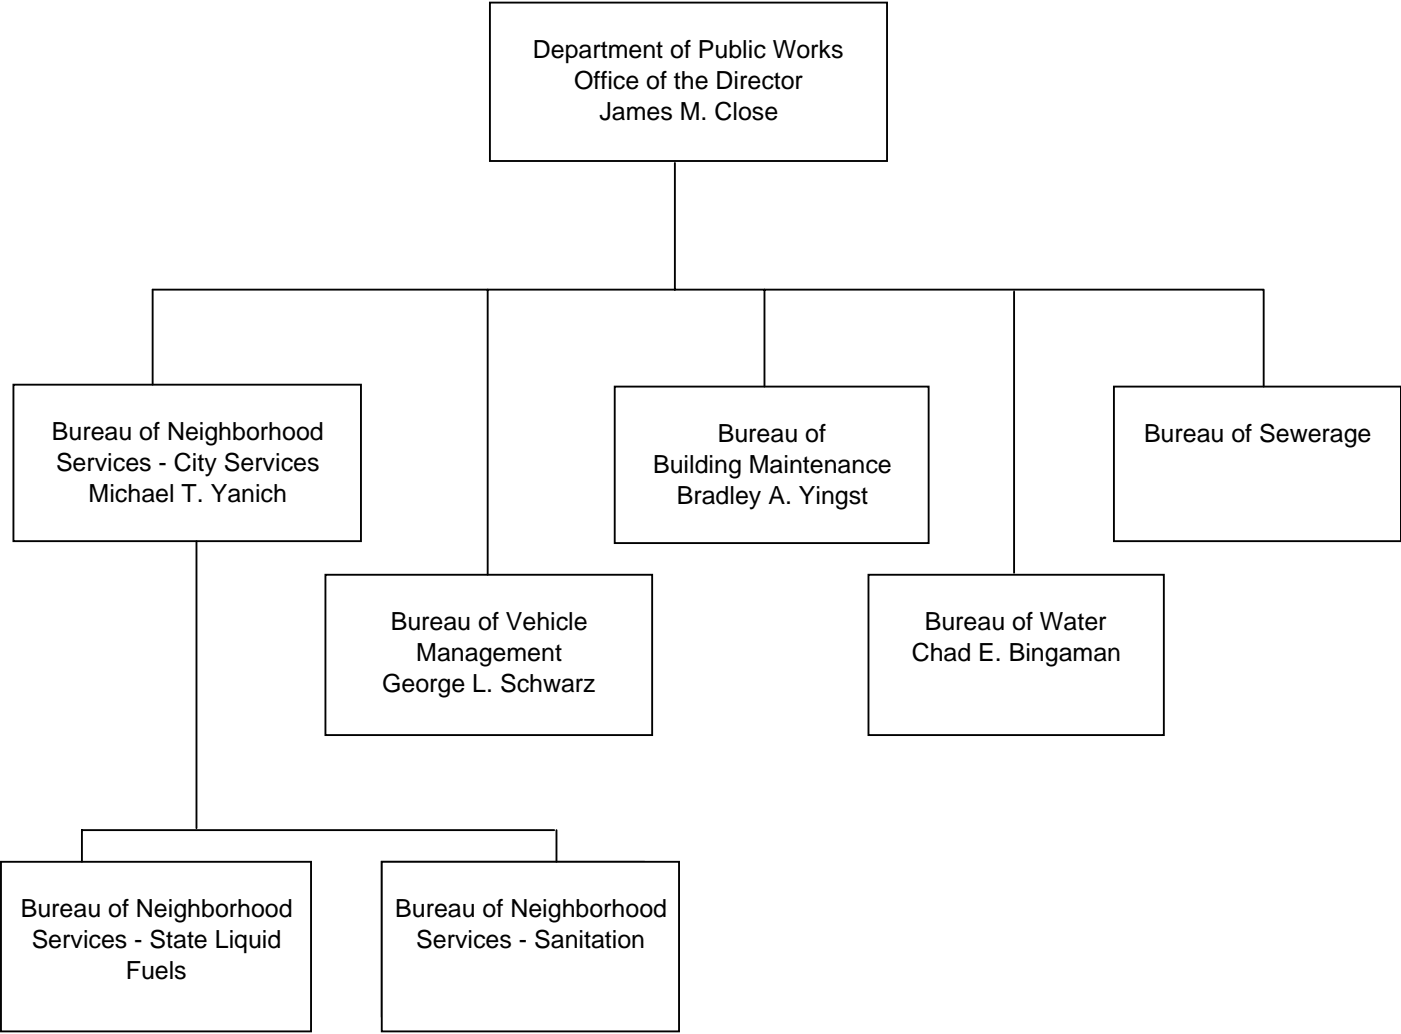 Department of Public Works
Office of the Director
James M. Close
Bureau of Neighborhood
Services - City Services
Michael T. Yanich
Bureau of
Building Maintenance
Bradley A. Yingst
Bureau of Sewerage
Bureau of Vehicle
Management
George L. Schwarz
Bureau of Water
Chad E. Bingaman
Bureau of Neighborhood
Services - State Liquid
Fuels
Bureau of Neighborhood
Services - Sanitation